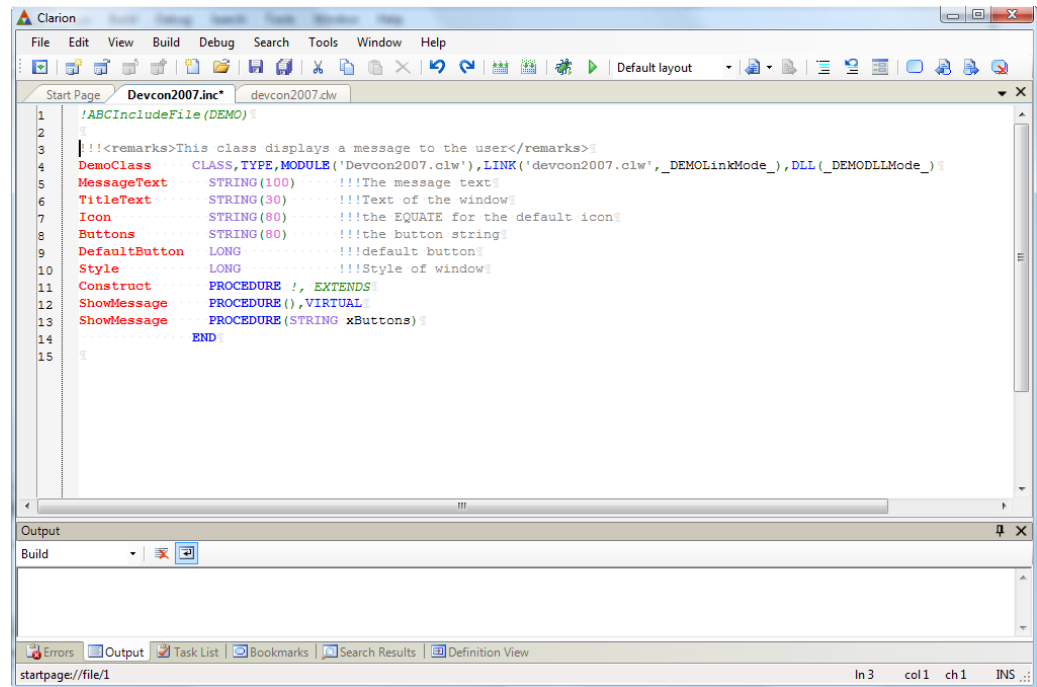 Clarion
File Edit View Build Debug Search Tools Window Help
Default layout
Start Page Devcon2007.inc* devcon2007.clw
1 !ABCIncludeFile(DEMO)
2
3 !!!<remarks>This class displays a message to the user</remarks>
4 DemoClass CLASS,TYPE,MODULE('Devcon2007.clw'),LINK('devcon2007.clw',_DEMOLinkMode_),DLL(_DEMODLLMode_)
5 MessageText STRING(100) !!!The message text
6 TitleText STRING(30) !!!Text of the window
7 Icon STRING(80) !!!the EQUATE for the default icon
8 Buttons STRING(80) !!!the button string
9 DefaultButton LONG !!!default button
10 Style LONG !!!Style of window
11 Construct PROCEDURE !, EXTENDS
12 ShowMessage PROCEDURE(),VIRTUAL
13 ShowMessage PROCEDURE(STRING xButtons)
14 END
15
Output
Build
Errors Output Task List Bookmarks Search Results Definition View
startpage://file/1 ln 3 col 1 ch 1 INS